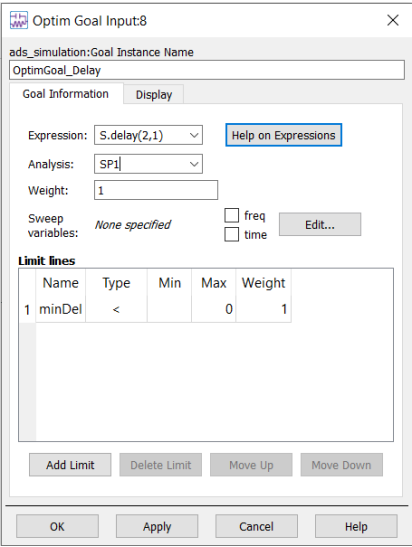 Optim Goal Input:8
ads_simulation:Goal Instance Name
OptimGoal_Delay
Goal Information Display
Expression: S.delay(2,1) Help on Expressions
Analysis: SP1
Weight: 1
Sweep variables: None specified freq time Edit...
Limit lines
Name Type Min Max Weight
1 minDel < 0 1
Add Limit Delete Limit Move Up Move Down
OK Apply Cancel Help